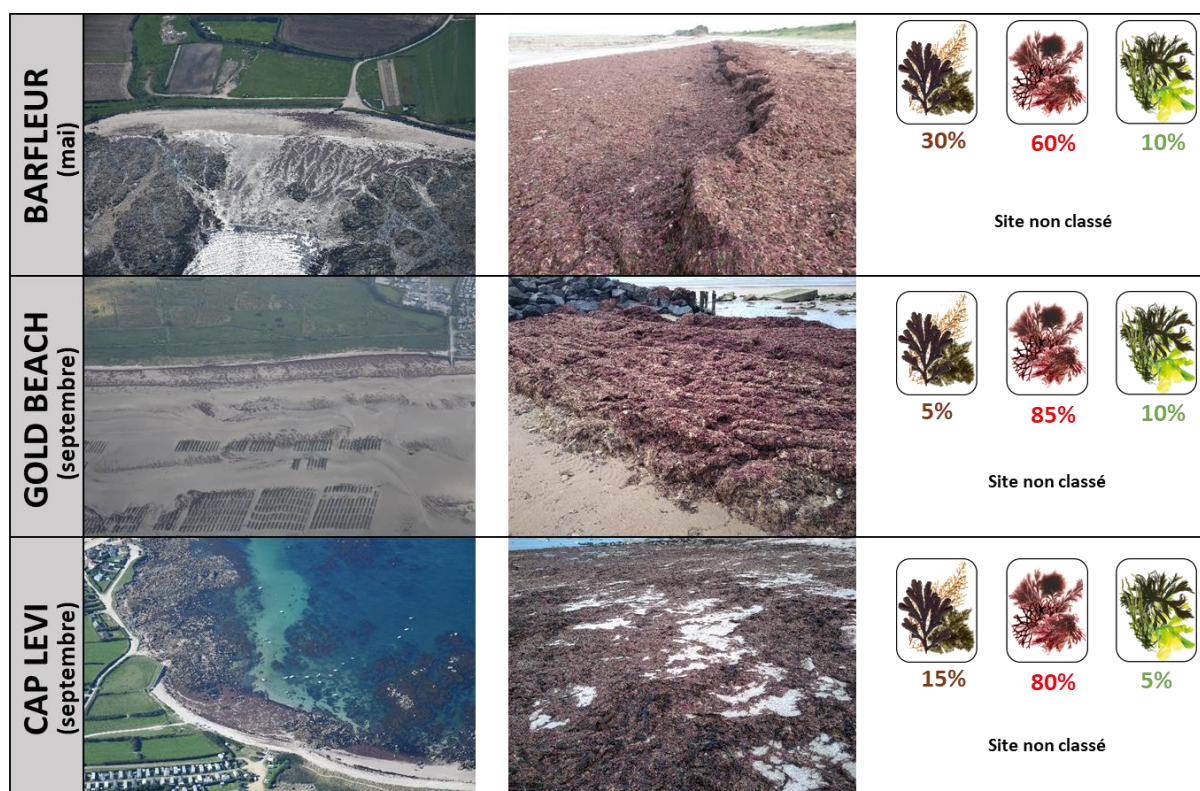 BARFLEUR
(mai)
30%
60%
10%
Site non classé
GOLD BEACH
(septembre)
5%
85%
10%
Site non classé
CAP LEVI
(septembre)
15%
80%
5%
Site non classé